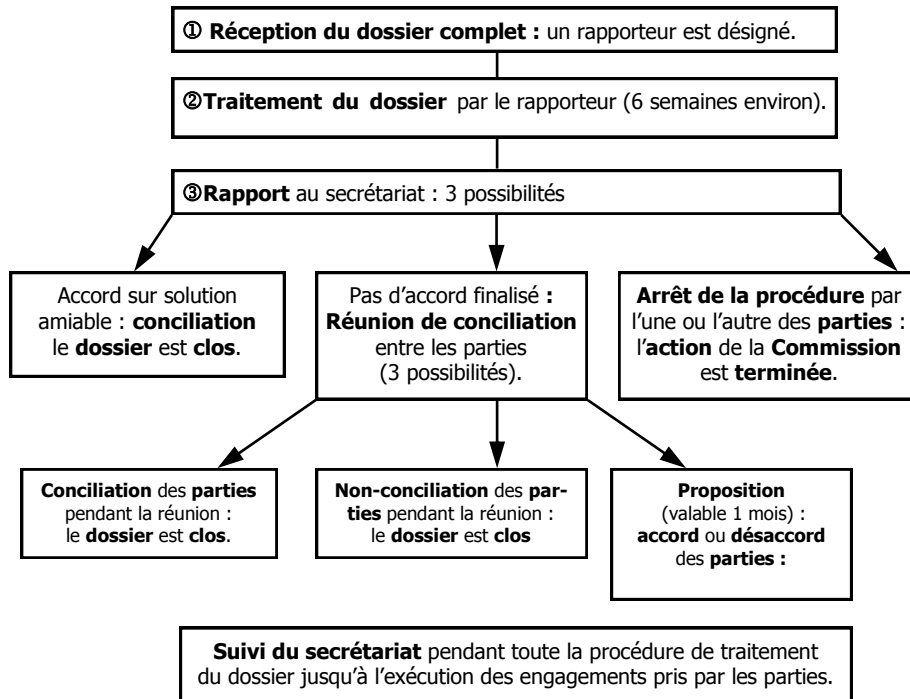 ① Réception du dossier complet : un rapporteur est désigné.
②Traitement du dossier par le rapporteur (6 semaines environ).
③Rapport au secrétariat : 3 possibilités
Accord sur solution
amiable : conciliation
le dossier est clos.
Pas d’accord finalisé :
Réunion de conciliation
entre les parties
(3 possibilités).
Arrêt de la procédure par
l’une ou l’autre des parties :
l’action de la Commission
est terminée.
Conciliation des parties
pendant la réunion :
le dossier est clos.
Non-conciliation des par-
ties pendant la réunion :
le dossier est clos
Proposition
(valable 1 mois) :
accord ou désaccord
des parties :
Suivi du secrétariat pendant toute la procédure de traitement
du dossier jusqu’à l’exécution des engagements pris par les parties.